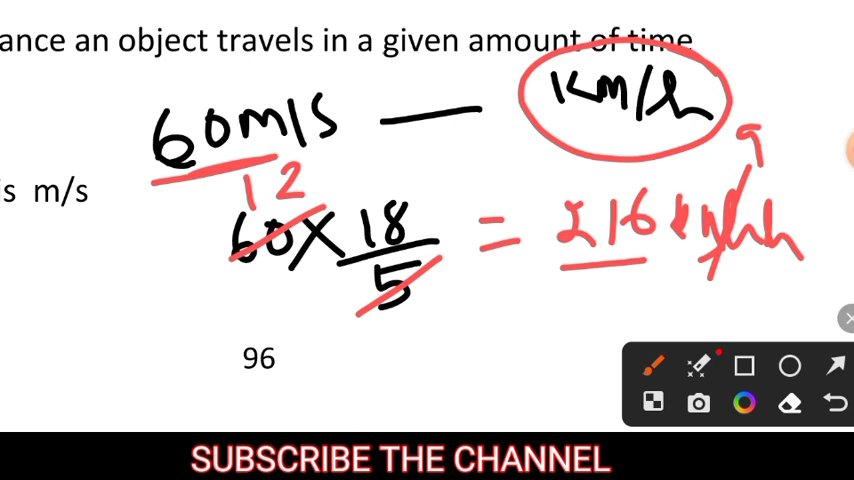 ance an object travels in a given amount of time
60m/s — km/h
is m/s
12
60 × 18/5 = 216 km/h
96
SUBSCRIBE THE CHANNEL